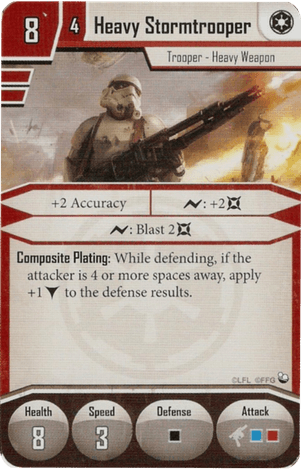 8 4 Heavy Stormtrooper
Trooper - Heavy Weapon
+2 Accuracy : +2
: Blast 2
Composite Plating: While defending, if the
attacker is 4 or more spaces away, apply
+1 to the defense results.
©LFL ©FFG
Health Speed Defense Attack
8 3